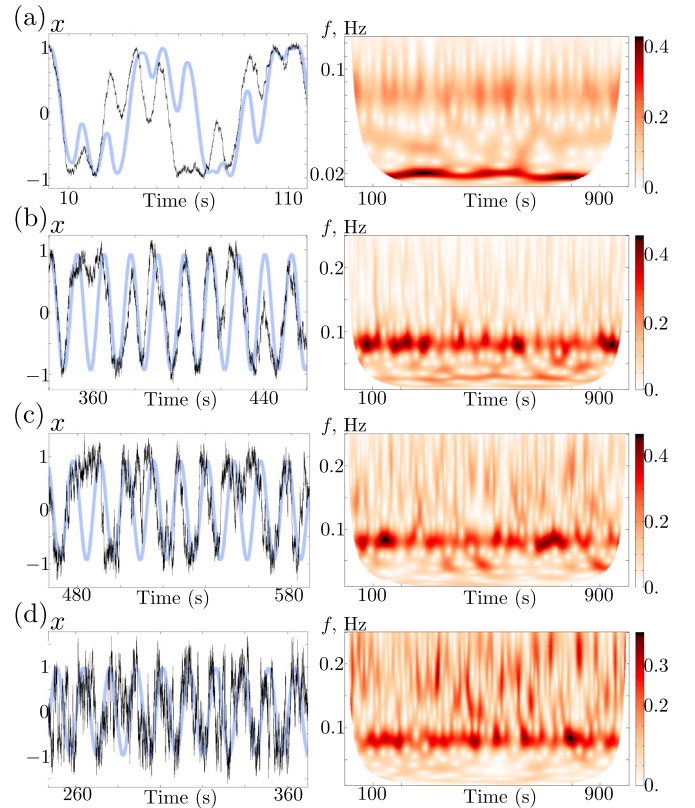 (a) x f, Hz
1 0.1 0.4
0 0.2
−1 0.02 0.
10 Time (s) 110 100 Time (s) 900
(b) x f, Hz
1 0.2 0.4
0 0.1 0.2
−1 0.
360 Time (s) 440 100 Time (s) 900
(c) x f, Hz
1 0.2 0.4
0 0.1 0.2
−1 0.
480 Time (s) 580 100 Time (s) 900
(d) x f, Hz
1 0.2 0.3
0 0.2
−1 0.1 0.1
0.
260 Time (s) 360 100 Time (s) 900